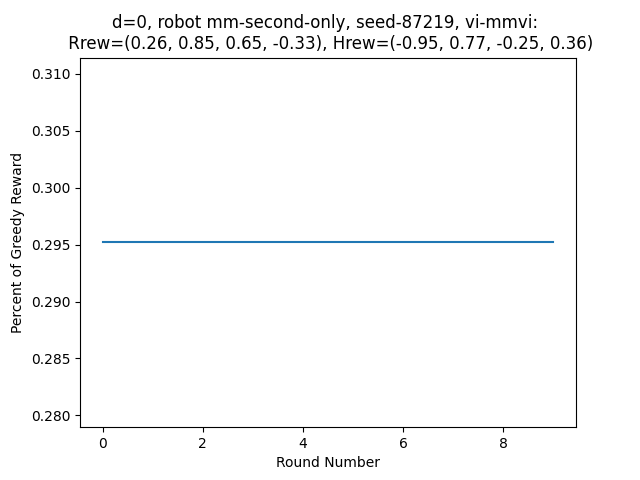 d=0, robot mm-second-only, seed-87219, vi-mmvi:
Rrew=(0.26, 0.85, 0.65, -0.33), Hrew=(-0.95, 0.77, -0.25, 0.36)
0.310
0.305
0.300
0.295
0.290
0.285
0.280
Percent of Greedy Reward
0 2 4 6 8
Round Number